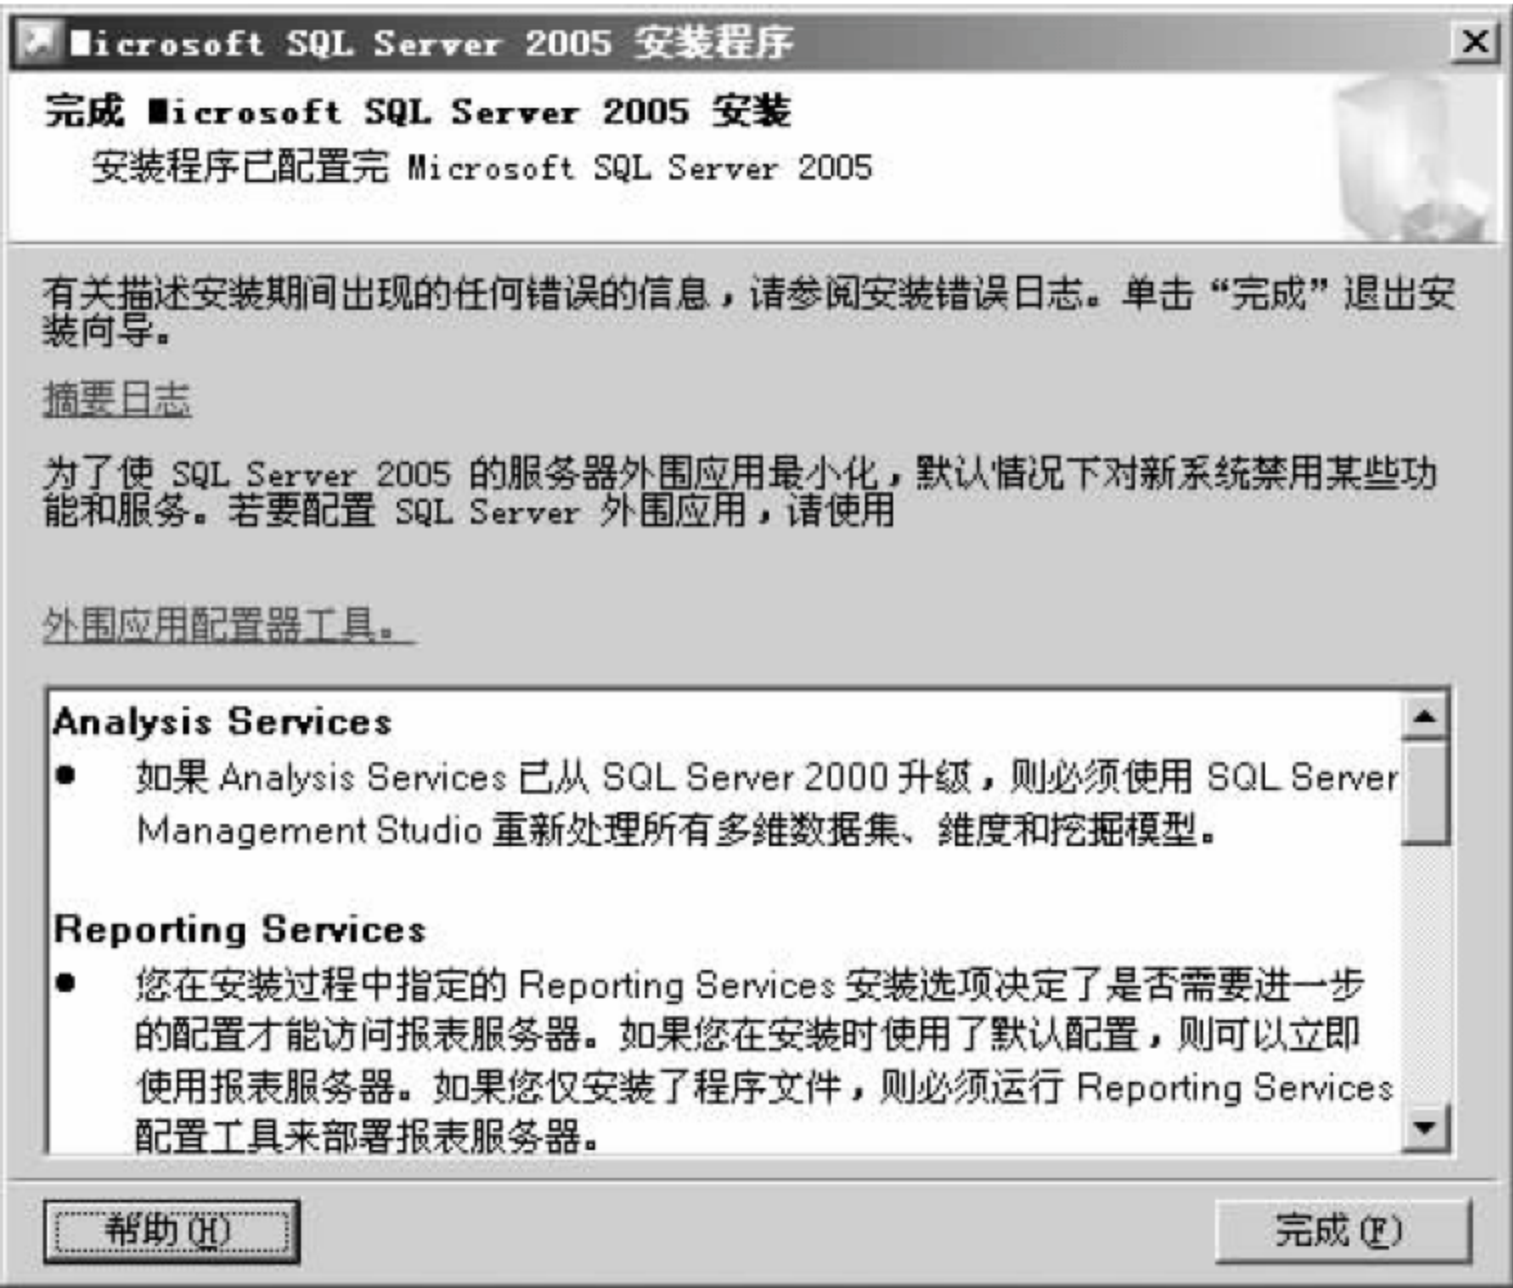 Microsoft SQL Server 2005 安装程序
完成 Microsoft SQL Server 2005 安装
安装程序已配置完 Microsoft SQL Server 2005
有关描述安装期间出现的任何错误的信息，请参阅安装错误日志。单击“完成”退出安
装向导。
摘要日志
为了使 SQL Server 2005 的服务器外围应用最小化，默认情况下对新系统禁用某些功
能和服务。若要配置 SQL Server 外围应用，请使用
外围应用配置器工具。
Analysis Services
● 如果 Analysis Services 已从 SQL Server 2000 升级，则必须使用 SQL Server
Management Studio 重新处理所有多维数据集、维度和挖掘模型。
Reporting Services
● 您在安装过程中指定的 Reporting Services 安装选项决定了是否需要进一步
的配置才能访问报表服务器。如果您在安装时使用了默认配置，则可以立即
使用报表服务器。如果您仅安装了程序文件，则必须运行 Reporting Services
配置工具来部署报表服务器。
帮助(H) 完成(F)